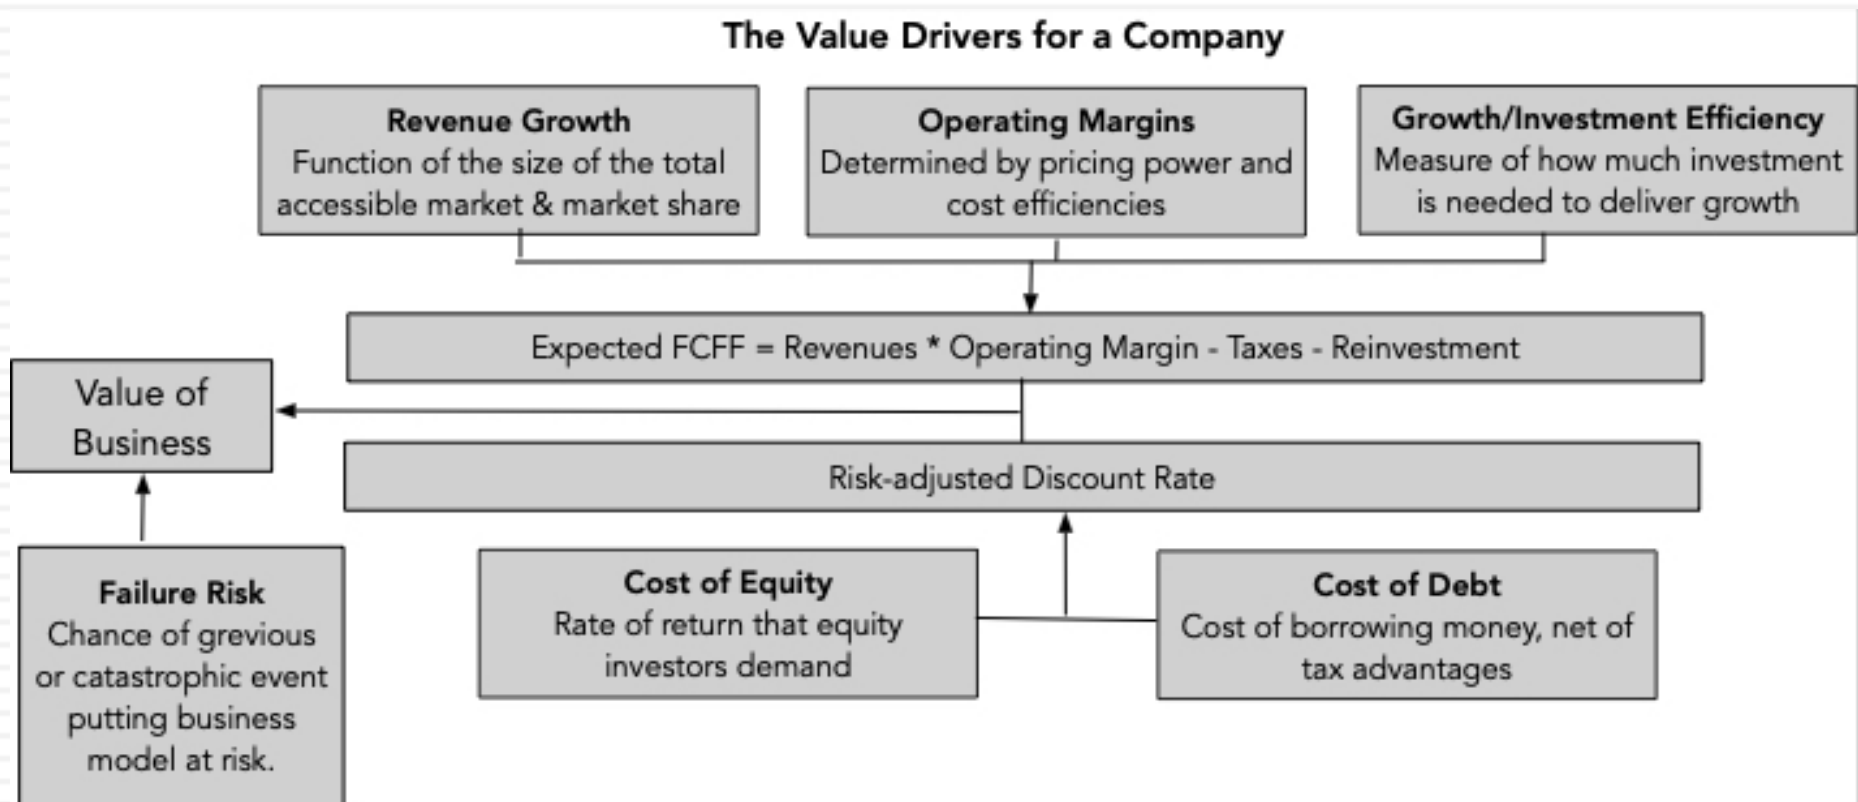 The Value Drivers for a Company
Revenue Growth
Function of the size of the total
accessible market & market share
Operating Margins
Determined by pricing power and
cost efficiencies
Growth/Investment Efficiency
Measure of how much investment
is needed to deliver growth
Expected FCFF = Revenues * Operating Margin - Taxes - Reinvestment
Value of
Business
Risk-adjusted Discount Rate
Failure Risk
Chance of grevious
or catastrophic event
putting business
model at risk.
Cost of Equity
Rate of return that equity
investors demand
Cost of Debt
Cost of borrowing money, net of
tax advantages